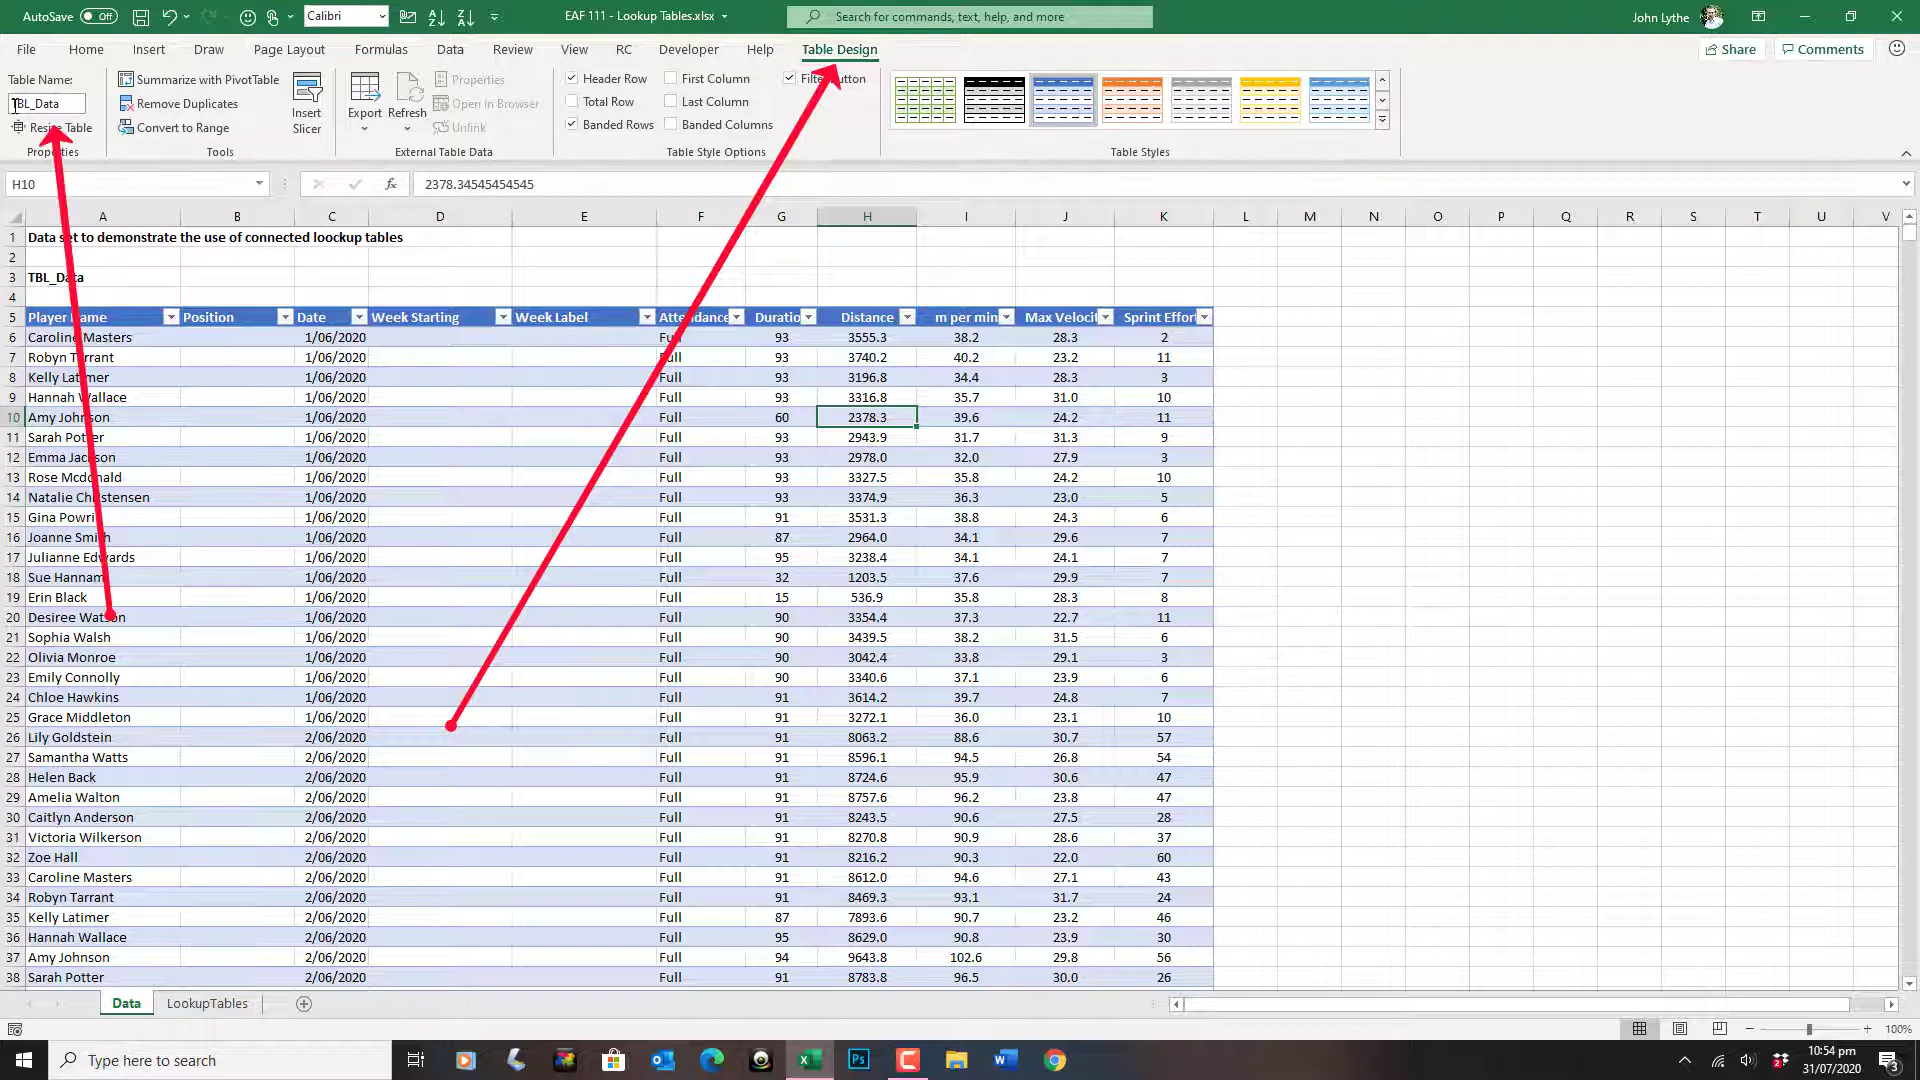 AutoSave Off Calibri EAF 111 - Lookup Tables.xlsx Search for commands, text, help, and more John Lythe
File Home Insert Draw Page Layout Formulas Data Review View RC Developer Help Table Design Share Comments
Table Name:
TBL_Data
Resize Table
Properties
Summarize with PivotTable
Remove Duplicates
Convert to Range
Insert Slicer
Tools
Export Refresh
Properties
Open in Browser
Unlink
External Table Data
Header Row First Column Filter Button
Total Row Last Column
Banded Rows Banded Columns
Table Style Options
Table Styles
H10 fx 2378.34545454545
A B C D E F G H I J K L M N O P Q R S T U V
1 Data set to demonstrate the use of connected loockup tables
2
3 TBL_Data
4
5 Player Name Position Date Week Starting Week Label Attendance Duratio Distance m per min Max Velocit Sprint Effor
6 Caroline Masters 1/06/2020 Full 93 3555.3 38.2 28.3 2
7 Robyn Tarrant 1/06/2020 Full 93 3740.2 40.2 23.2 11
8 Kelly Latimer 1/06/2020 Full 93 3196.8 34.4 28.3 3
9 Hannah Wallace 1/06/2020 Full 93 3316.8 35.7 31.0 10
10 Amy Johnson 1/06/2020 Full 60 2378.3 39.6 24.2 11
11 Sarah Potter 1/06/2020 Full 93 2943.9 31.7 31.3 9
12 Emma Jackson 1/06/2020 Full 93 2978.0 32.0 27.9 3
13 Rose Mcdonald 1/06/2020 Full 93 3327.5 35.8 24.2 10
14 Natalie Christensen 1/06/2020 Full 93 3374.9 36.3 23.0 5
15 Gina Powri 1/06/2020 Full 91 3531.3 38.8 24.3 6
16 Joanne Smith 1/06/2020 Full 87 2964.0 34.1 29.6 7
17 Julianne Edwards 1/06/2020 Full 95 3238.4 34.1 24.1 7
18 Sue Hannam 1/06/2020 Full 32 1203.5 37.6 29.9 7
19 Erin Black 1/06/2020 Full 15 536.9 35.8 28.3 8
20 Desiree Watson 1/06/2020 Full 90 3354.4 37.3 22.7 11
21 Sophia Walsh 1/06/2020 Full 90 3439.5 38.2 31.5 6
22 Olivia Monroe 1/06/2020 Full 90 3042.4 33.8 29.1 3
23 Emily Connolly 1/06/2020 Full 90 3340.6 37.1 23.9 6
24 Chloe Hawkins 1/06/2020 Full 91 3614.2 39.7 24.8 7
25 Grace Middleton 1/06/2020 Full 91 3272.1 36.0 23.1 10
26 Lily Goldstein 2/06/2020 Full 91 8063.2 88.6 30.7 57
27 Samantha Watts 2/06/2020 Full 91 8596.1 94.5 26.8 54
28 Helen Back 2/06/2020 Full 91 8724.6 95.9 30.6 47
29 Amelia Walton 2/06/2020 Full 91 8757.6 96.2 23.8 47
30 Caitlyn Anderson 2/06/2020 Full 91 8243.5 90.6 27.5 28
31 Victoria Wilkerson 2/06/2020 Full 91 8270.8 90.9 28.6 37
32 Zoe Hall 2/06/2020 Full 91 8216.2 90.3 22.0 60
33 Caroline Masters 2/06/2020 Full 91 8612.0 94.6 27.1 43
34 Robyn Tarrant 2/06/2020 Full 91 8469.3 93.1 31.7 24
35 Kelly Latimer 2/06/2020 Full 87 7893.6 90.7 23.2 46
36 Hannah Wallace 2/06/2020 Full 95 8629.0 90.8 23.9 30
37 Amy Johnson 2/06/2020 Full 94 9643.8 102.6 29.8 56
38 Sarah Potter 2/06/2020 Full 91 8783.8 96.5 30.0 26
Data LookupTables
100%
Type here to search
10:54 pm
31/07/2020
3